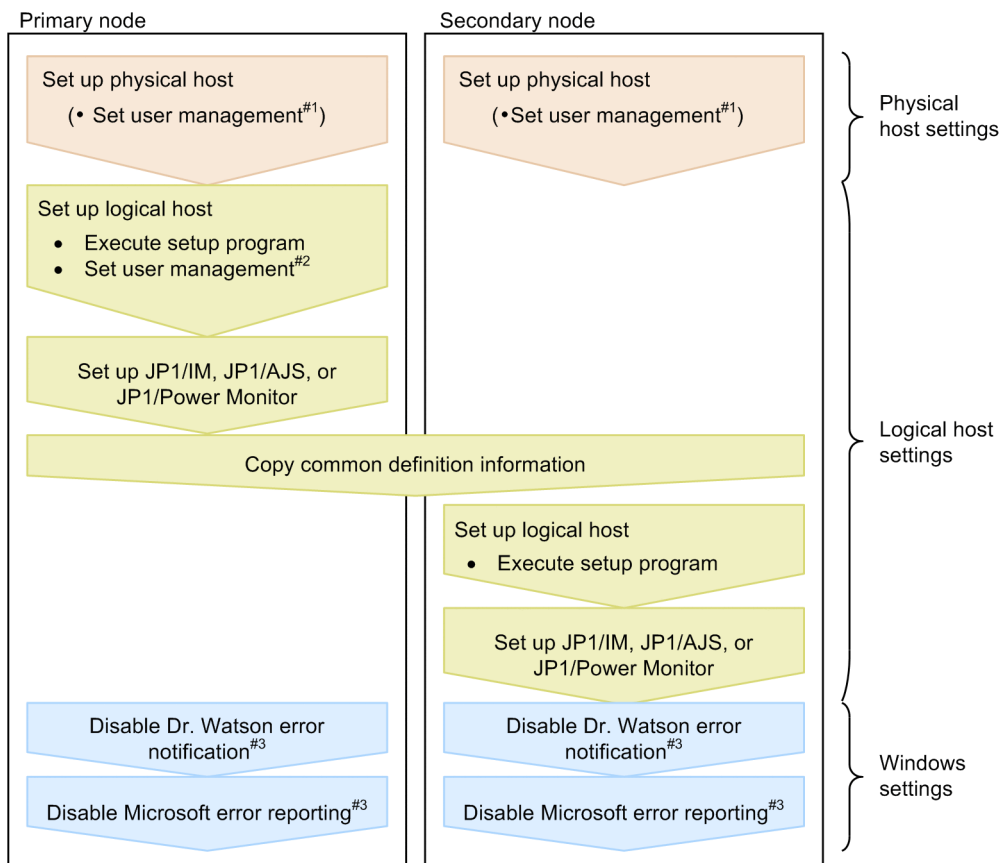 Primary node
Secondary node
Set up physical host
(• Set user management#1)
Set up physical host
(•Set user management#1)
Physical
host settings
Set up logical host
• Execute setup program
• Set user management#2
Set up JP1/IM, JP1/AJS, or
JP1/Power Monitor
Copy common definition information
Logical host
settings
Set up logical host
• Execute setup program
Set up JP1/IM, JP1/AJS, or
JP1/Power Monitor
Disable Dr. Watson error
notification#3
Disable Dr. Watson error
notification#3
Windows
settings
Disable Microsoft error reporting#3
Disable Microsoft error reporting#3